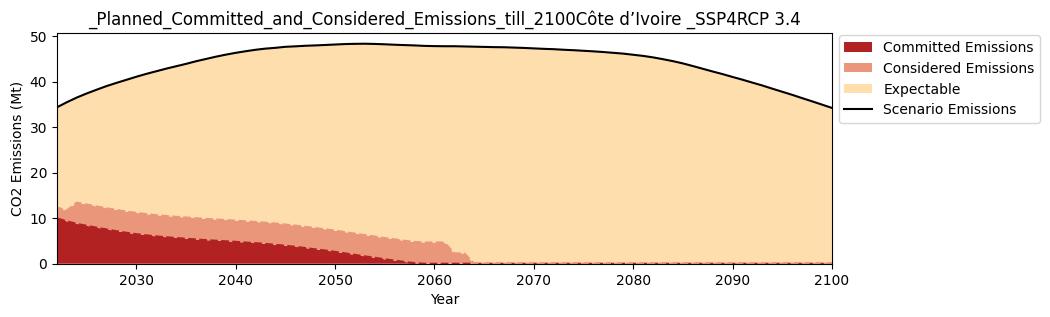 _Planned_Committed_and_Considered_Emissions_till_2100Côte d’Ivoire _SSP4RCP 3.4
CO2 Emissions (Mt)
50
40
30
20
10
0
2030 2040 2050 2060 2070 2080 2090 2100
Year
Committed Emissions
Considered Emissions
Expectable
Scenario Emissions